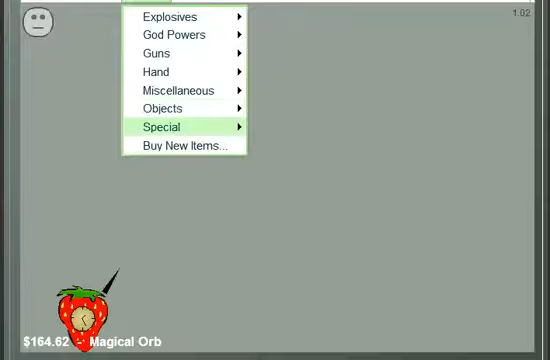 1.02
Explosives
God Powers
Guns
Hand
Miscellaneous
Objects
Special
Buy New Items...
$164.62 - Magical Orb